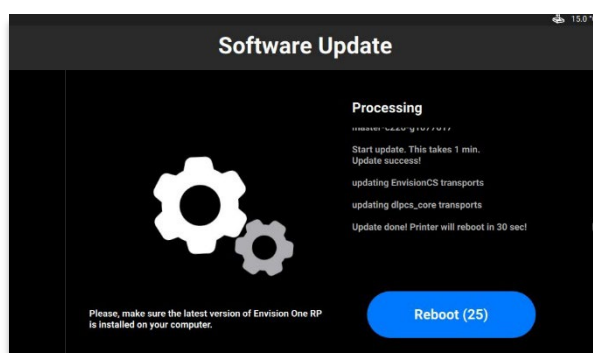 15.0
Software Update
Processing
Start update. This takes 1 min.
Update success!
updating EnvisionCS transports
updating dlpcs_core transports
Update done! Printer will reboot in 30 sec!
Please, make sure the latest version of Envision One RP
is installed on your computer.
Reboot (25)